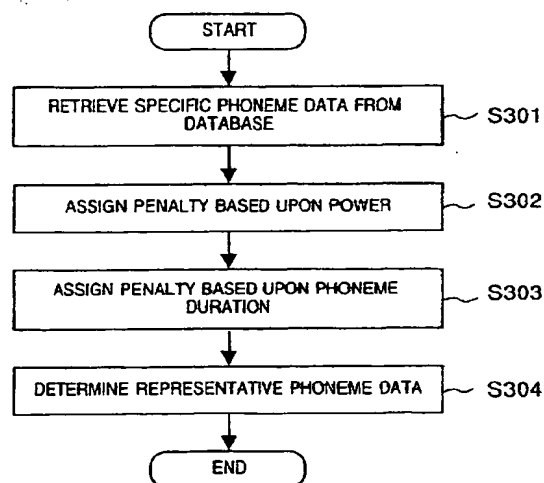 START
RETRIEVE SPECIFIC PHONEME DATA FROM
DATABASE
S301
ASSIGN PENALTY BASED UPON POWER
S302
ASSIGN PENALTY BASED UPON PHONEME
DURATION
S303
DETERMINE REPRESENTATIVE PHONEME DATA
S304
END